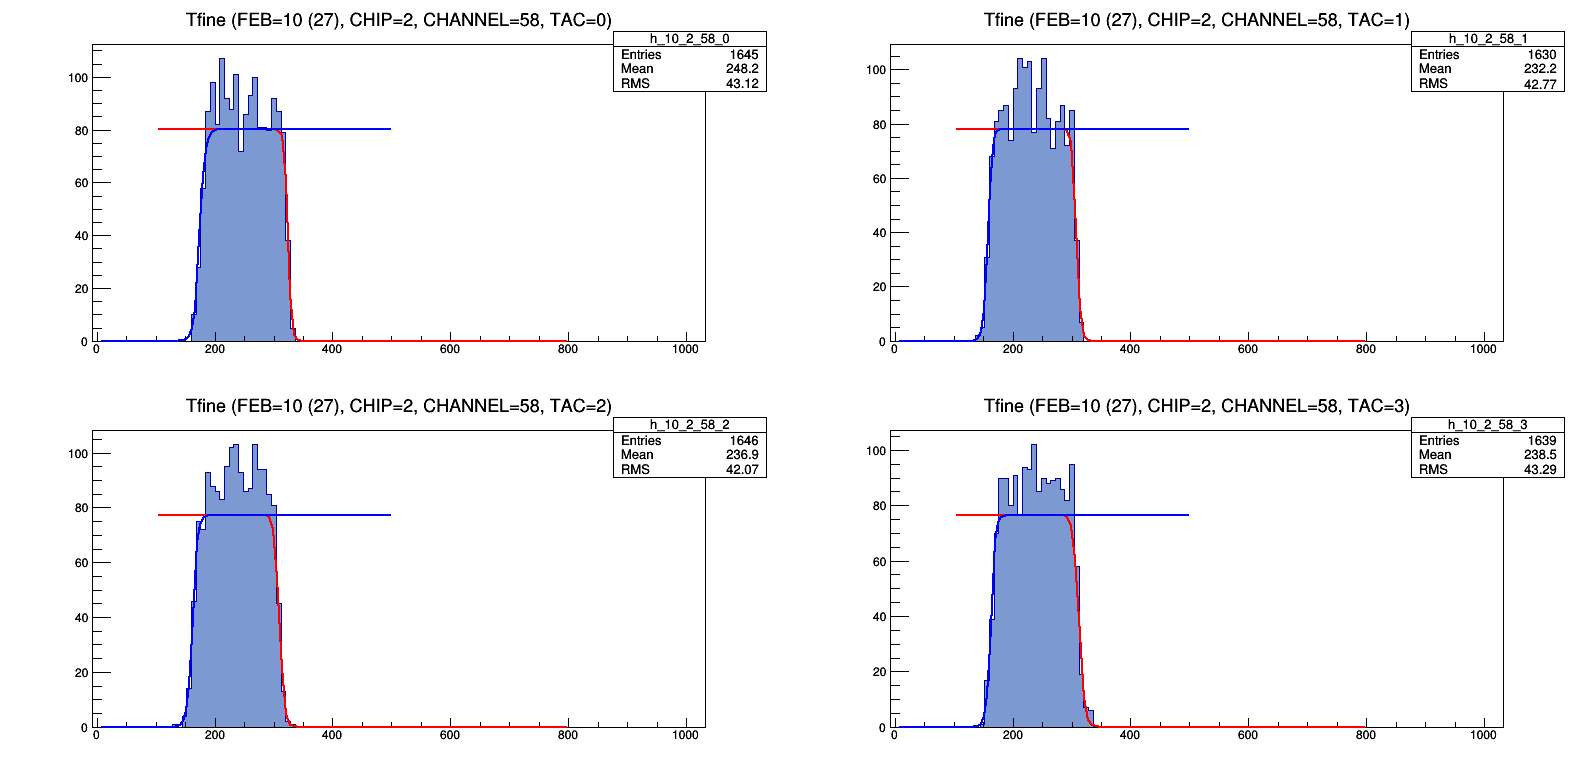 Tfine (FEB=10 (27), CHIP=2, CHANNEL=58, TAC=0)
h_10_2_58_0
Entries 1645
Mean 248.2
RMS 43.12
100
80
60
40
20
0
0 200 400 600 800 1000
Tfine (FEB=10 (27), CHIP=2, CHANNEL=58, TAC=1)
h_10_2_58_1
Entries 1630
Mean 232.2
RMS 42.77
100
80
60
40
20
0
0 200 400 600 800 1000
Tfine (FEB=10 (27), CHIP=2, CHANNEL=58, TAC=2)
h_10_2_58_2
Entries 1646
Mean 236.9
RMS 42.07
100
80
60
40
20
0
0 200 400 600 800 1000
Tfine (FEB=10 (27), CHIP=2, CHANNEL=58, TAC=3)
h_10_2_58_3
Entries 1639
Mean 238.5
RMS 43.29
100
80
60
40
20
0
0 200 400 600 800 1000